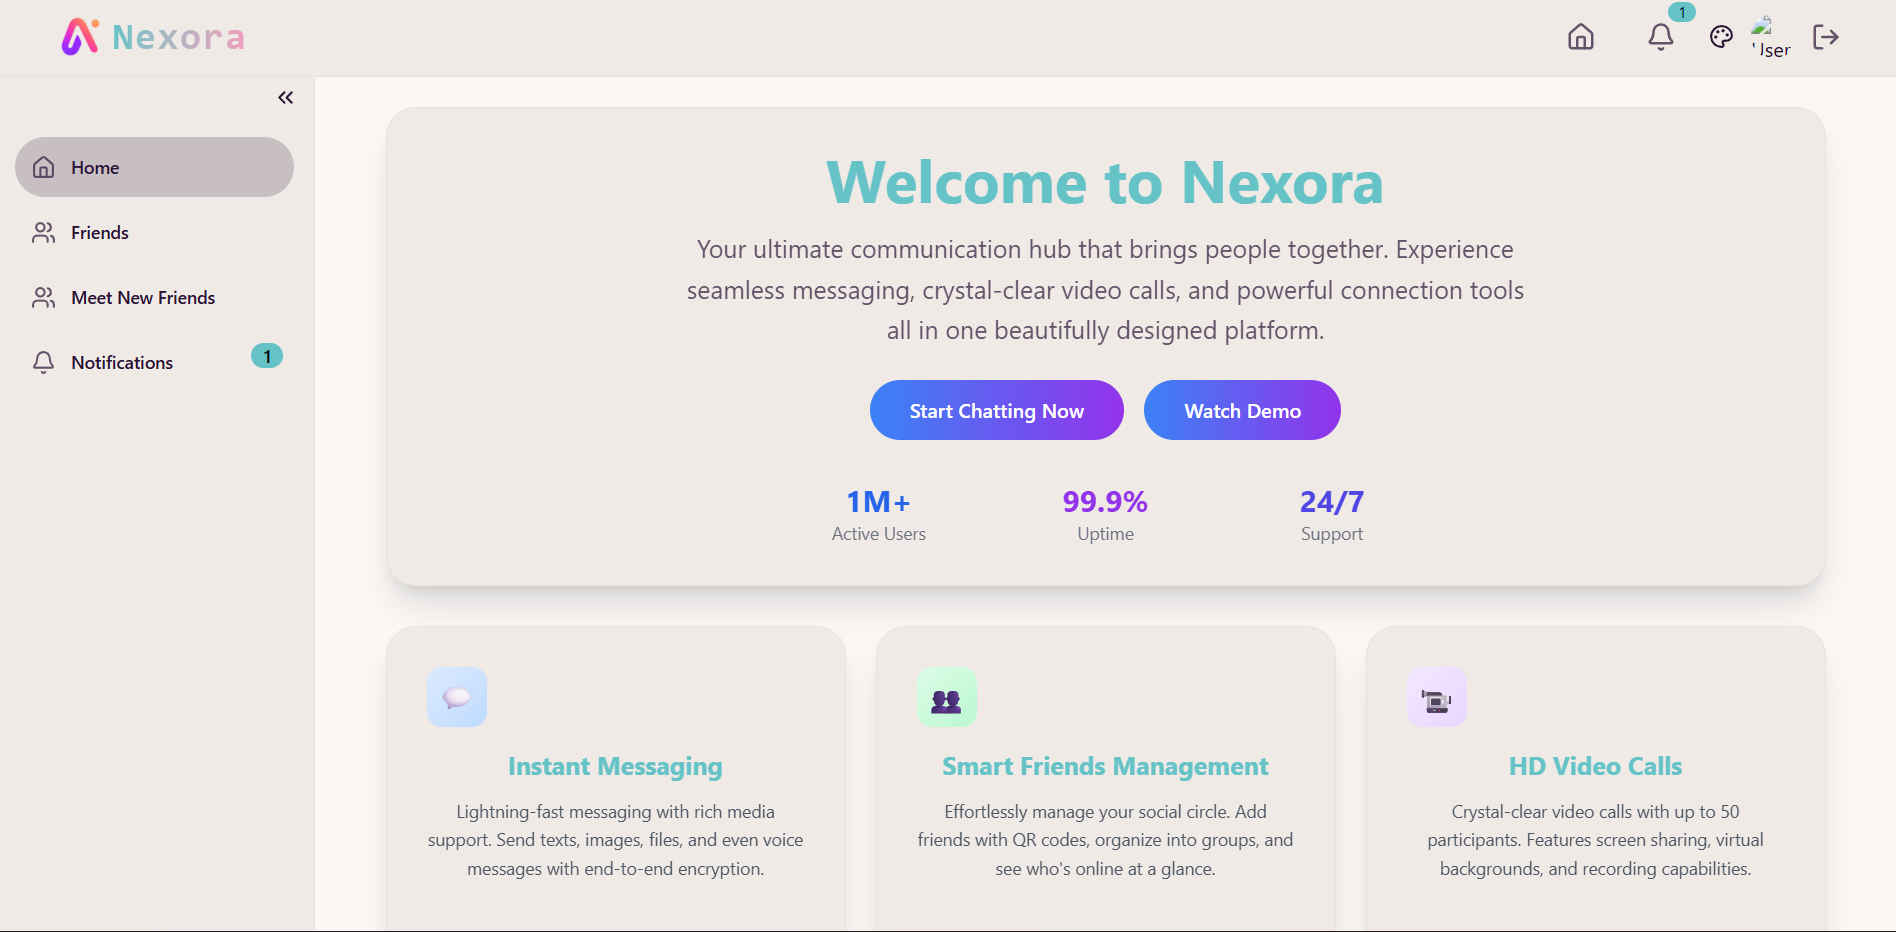 Nexora
1
User
Home
Friends
Meet New Friends
Notifications
1
Welcome to Nexora
Your ultimate communication hub that brings people together. Experience
seamless messaging, crystal-clear video calls, and powerful connection tools
all in one beautifully designed platform.
Start Chatting Now
Watch Demo
1M+
Active Users
99.9%
Uptime
24/7
Support
Instant Messaging
Lightning-fast messaging with rich media
support. Send texts, images, files, and even voice
messages with end-to-end encryption.
Smart Friends Management
Effortlessly manage your social circle. Add
friends with QR codes, organize into groups, and
see who's online at a glance.
HD Video Calls
Crystal-clear video calls with up to 50
participants. Features screen sharing, virtual
backgrounds, and recording capabilities.